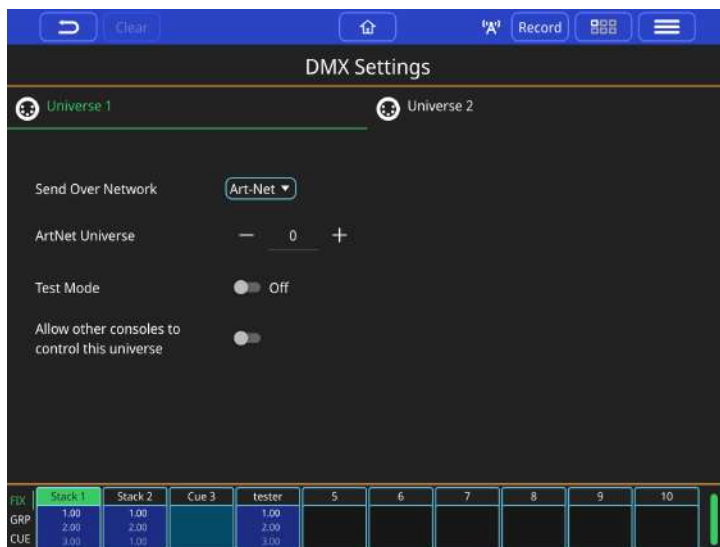 Clear
"A"
Record
DMX Settings
Universe 1
Universe 2
Send Over Network
Art-Net
ArtNet Universe
0
Test Mode
Off
Allow other consoles to
control this universe
FIX
GRP
CUE
Stack 1
1.00
2.00
3.00
Stack 2
1.00
2.00
1.00
Cue 3
tester
1.00
2.00
3.00
5
6
7
8
9
10